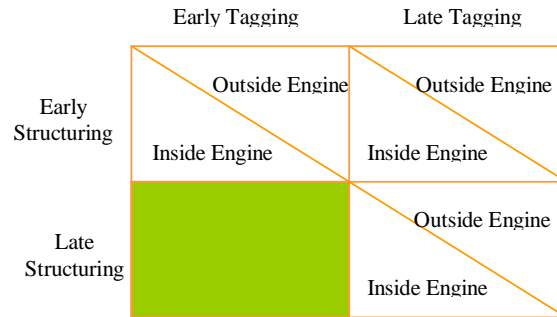 Early Tagging Late Tagging
Outside Engine Outside Engine
Early
Structuring
Inside Engine Inside Engine
Outside Engine
Late
Structuring
Inside Engine